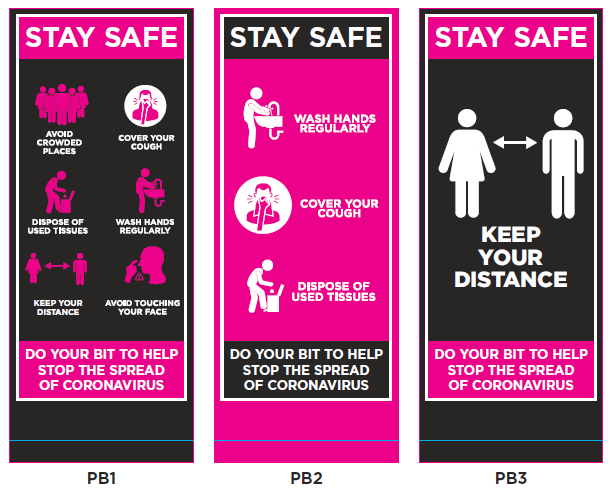 STAY SAFE
AVOID
CROWDED
PLACES
COVER YOUR
COUGH
DISPOSE OF
USED TISSUES
WASH HANDS
REGULARLY
KEEP YOUR
DISTANCE
AVOID TOUCHING
YOUR FACE
DO YOUR BIT TO HELP
STOP THE SPREAD
OF CORONAVIRUS
PB1
STAY SAFE
WASH HANDS
REGULARLY
COVER YOUR
COUGH
DISPOSE OF
USED TISSUES
DO YOUR BIT TO HELP
STOP THE SPREAD
OF CORONAVIRUS
PB2
STAY SAFE
KEEP
YOUR
DISTANCE
DO YOUR BIT TO HELP
STOP THE SPREAD
OF CORONAVIRUS
PB3